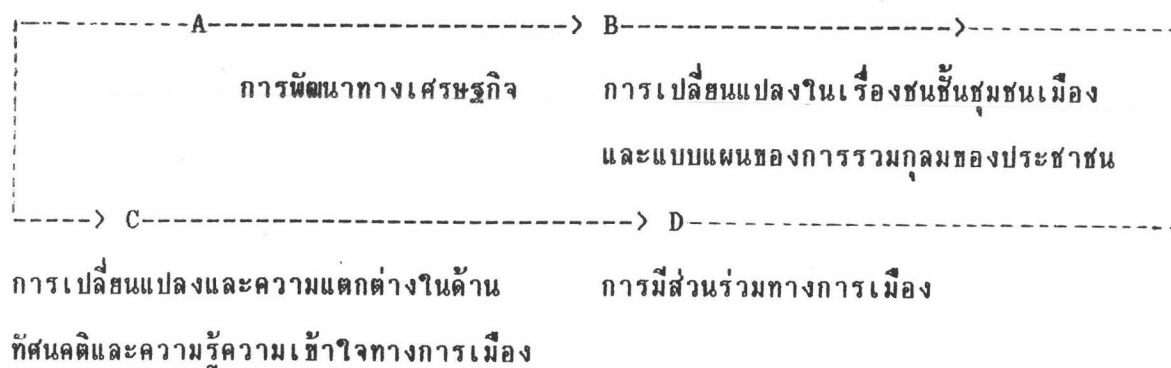 A-----------------------> B--------------------->--------------
การพัฒนาทางเศรษฐกิจ การเปลี่ยนแปลงในเรื่องชนชั้นชุมชนเมือง
และแบบแผนของการรวมกุลมของประชาชน
-----> C-------------------------------> D------------------------------
การเปลี่ยนแปลงและความแตกต่างในด้าน การมีส่วนร่วมทางการเมือง
ทัศนคติและความรู้ความเข้าใจทางการเมือง